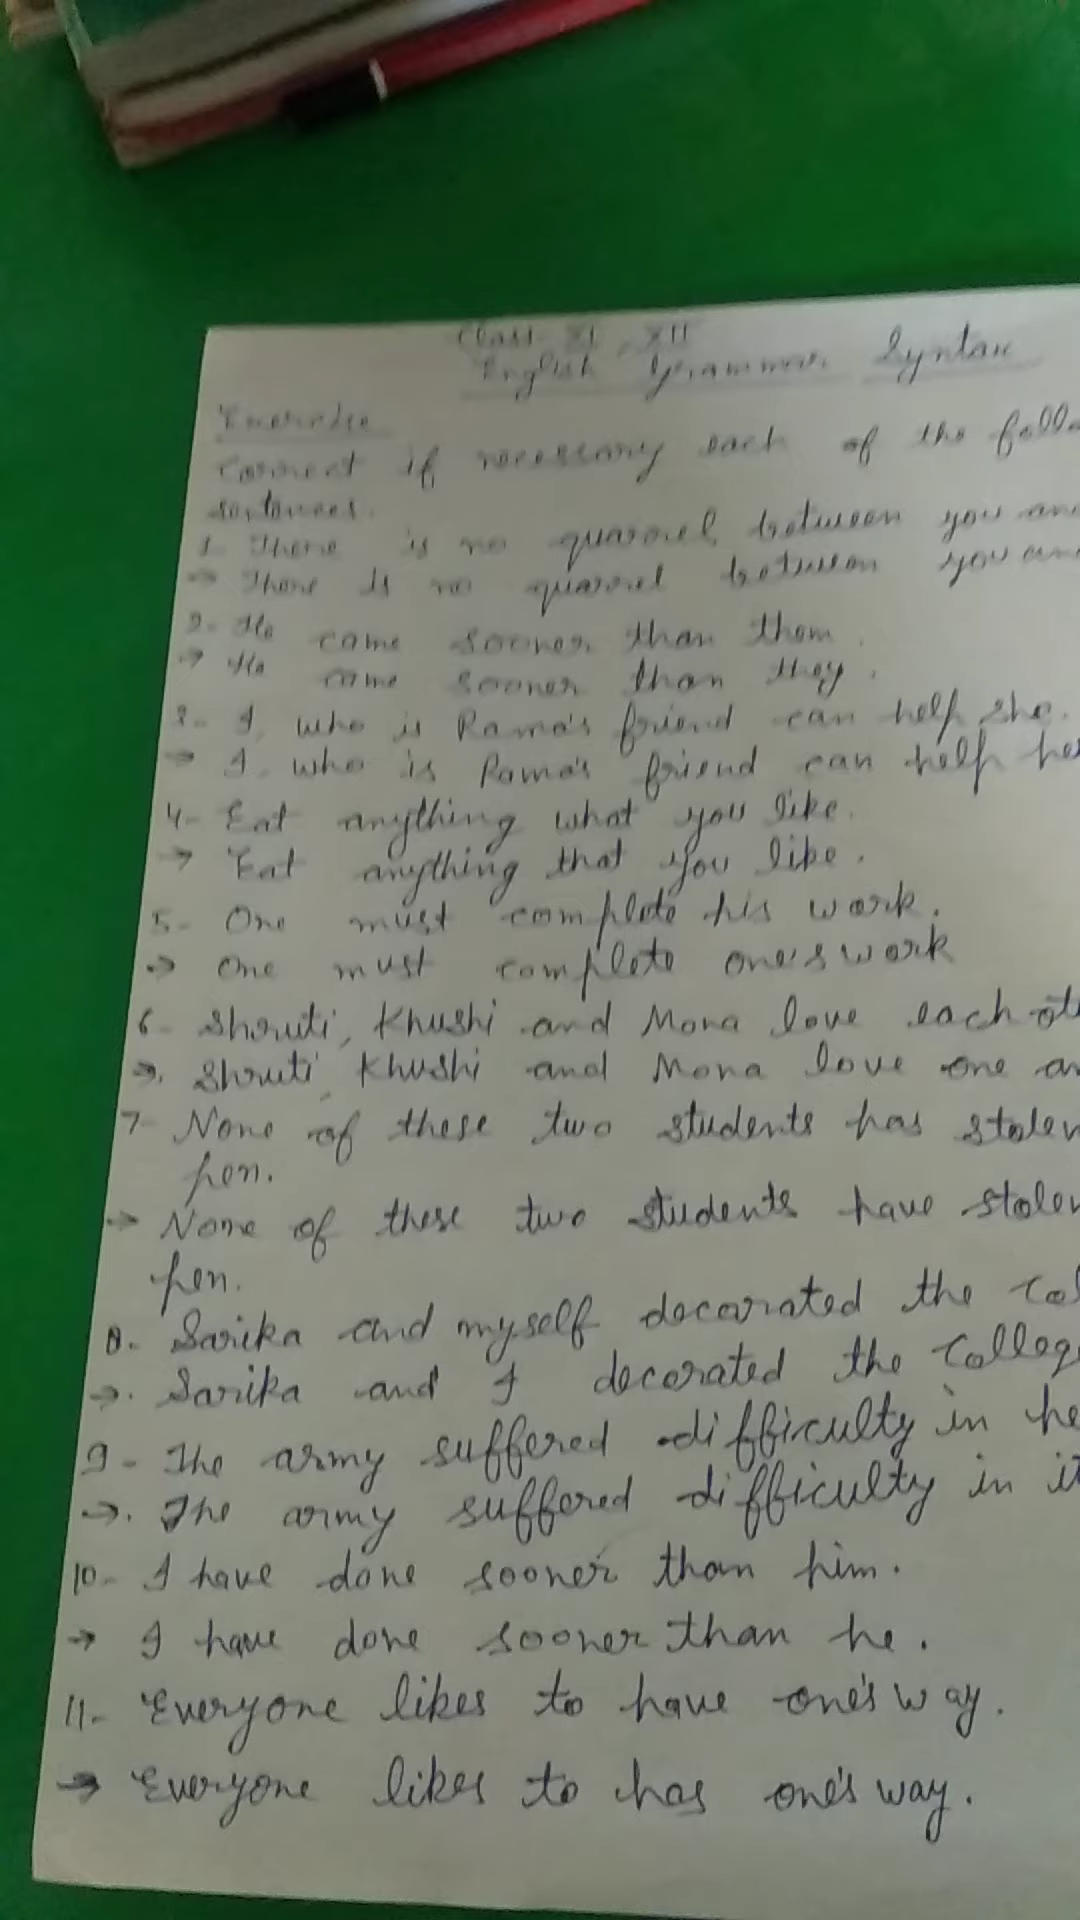 Class- XI, XII
English Grammar Syntax
Exercise
Correct if necessary each of the
sentences.
1. There is no quarrel between you
→ There is no quarrel between you
2. He came sooner than them.
→ He came sooner than they.
3. I, who is Rama's friend can help she.
→ I, who is Rama's friend can help
4- Eat anything what you like.
→ Eat anything that you like.
5- One must complete his work.
→ One must complete one's work
6- Shruti, Khushi and Mona love each
→. Shruti, Khushi and Mona love one
7- None of these two students has
pen.
→ None of these two students have
pen.
8. Sarika and myself decorated the
→. Sarika and I decorated the
9- The army suffered difficulty in
→. The army suffered difficulty in
10- I have done sooner than him.
→ I have done sooner than he.
11- Everyone likes to have one's way.
→ Everyone likes to has one's way.